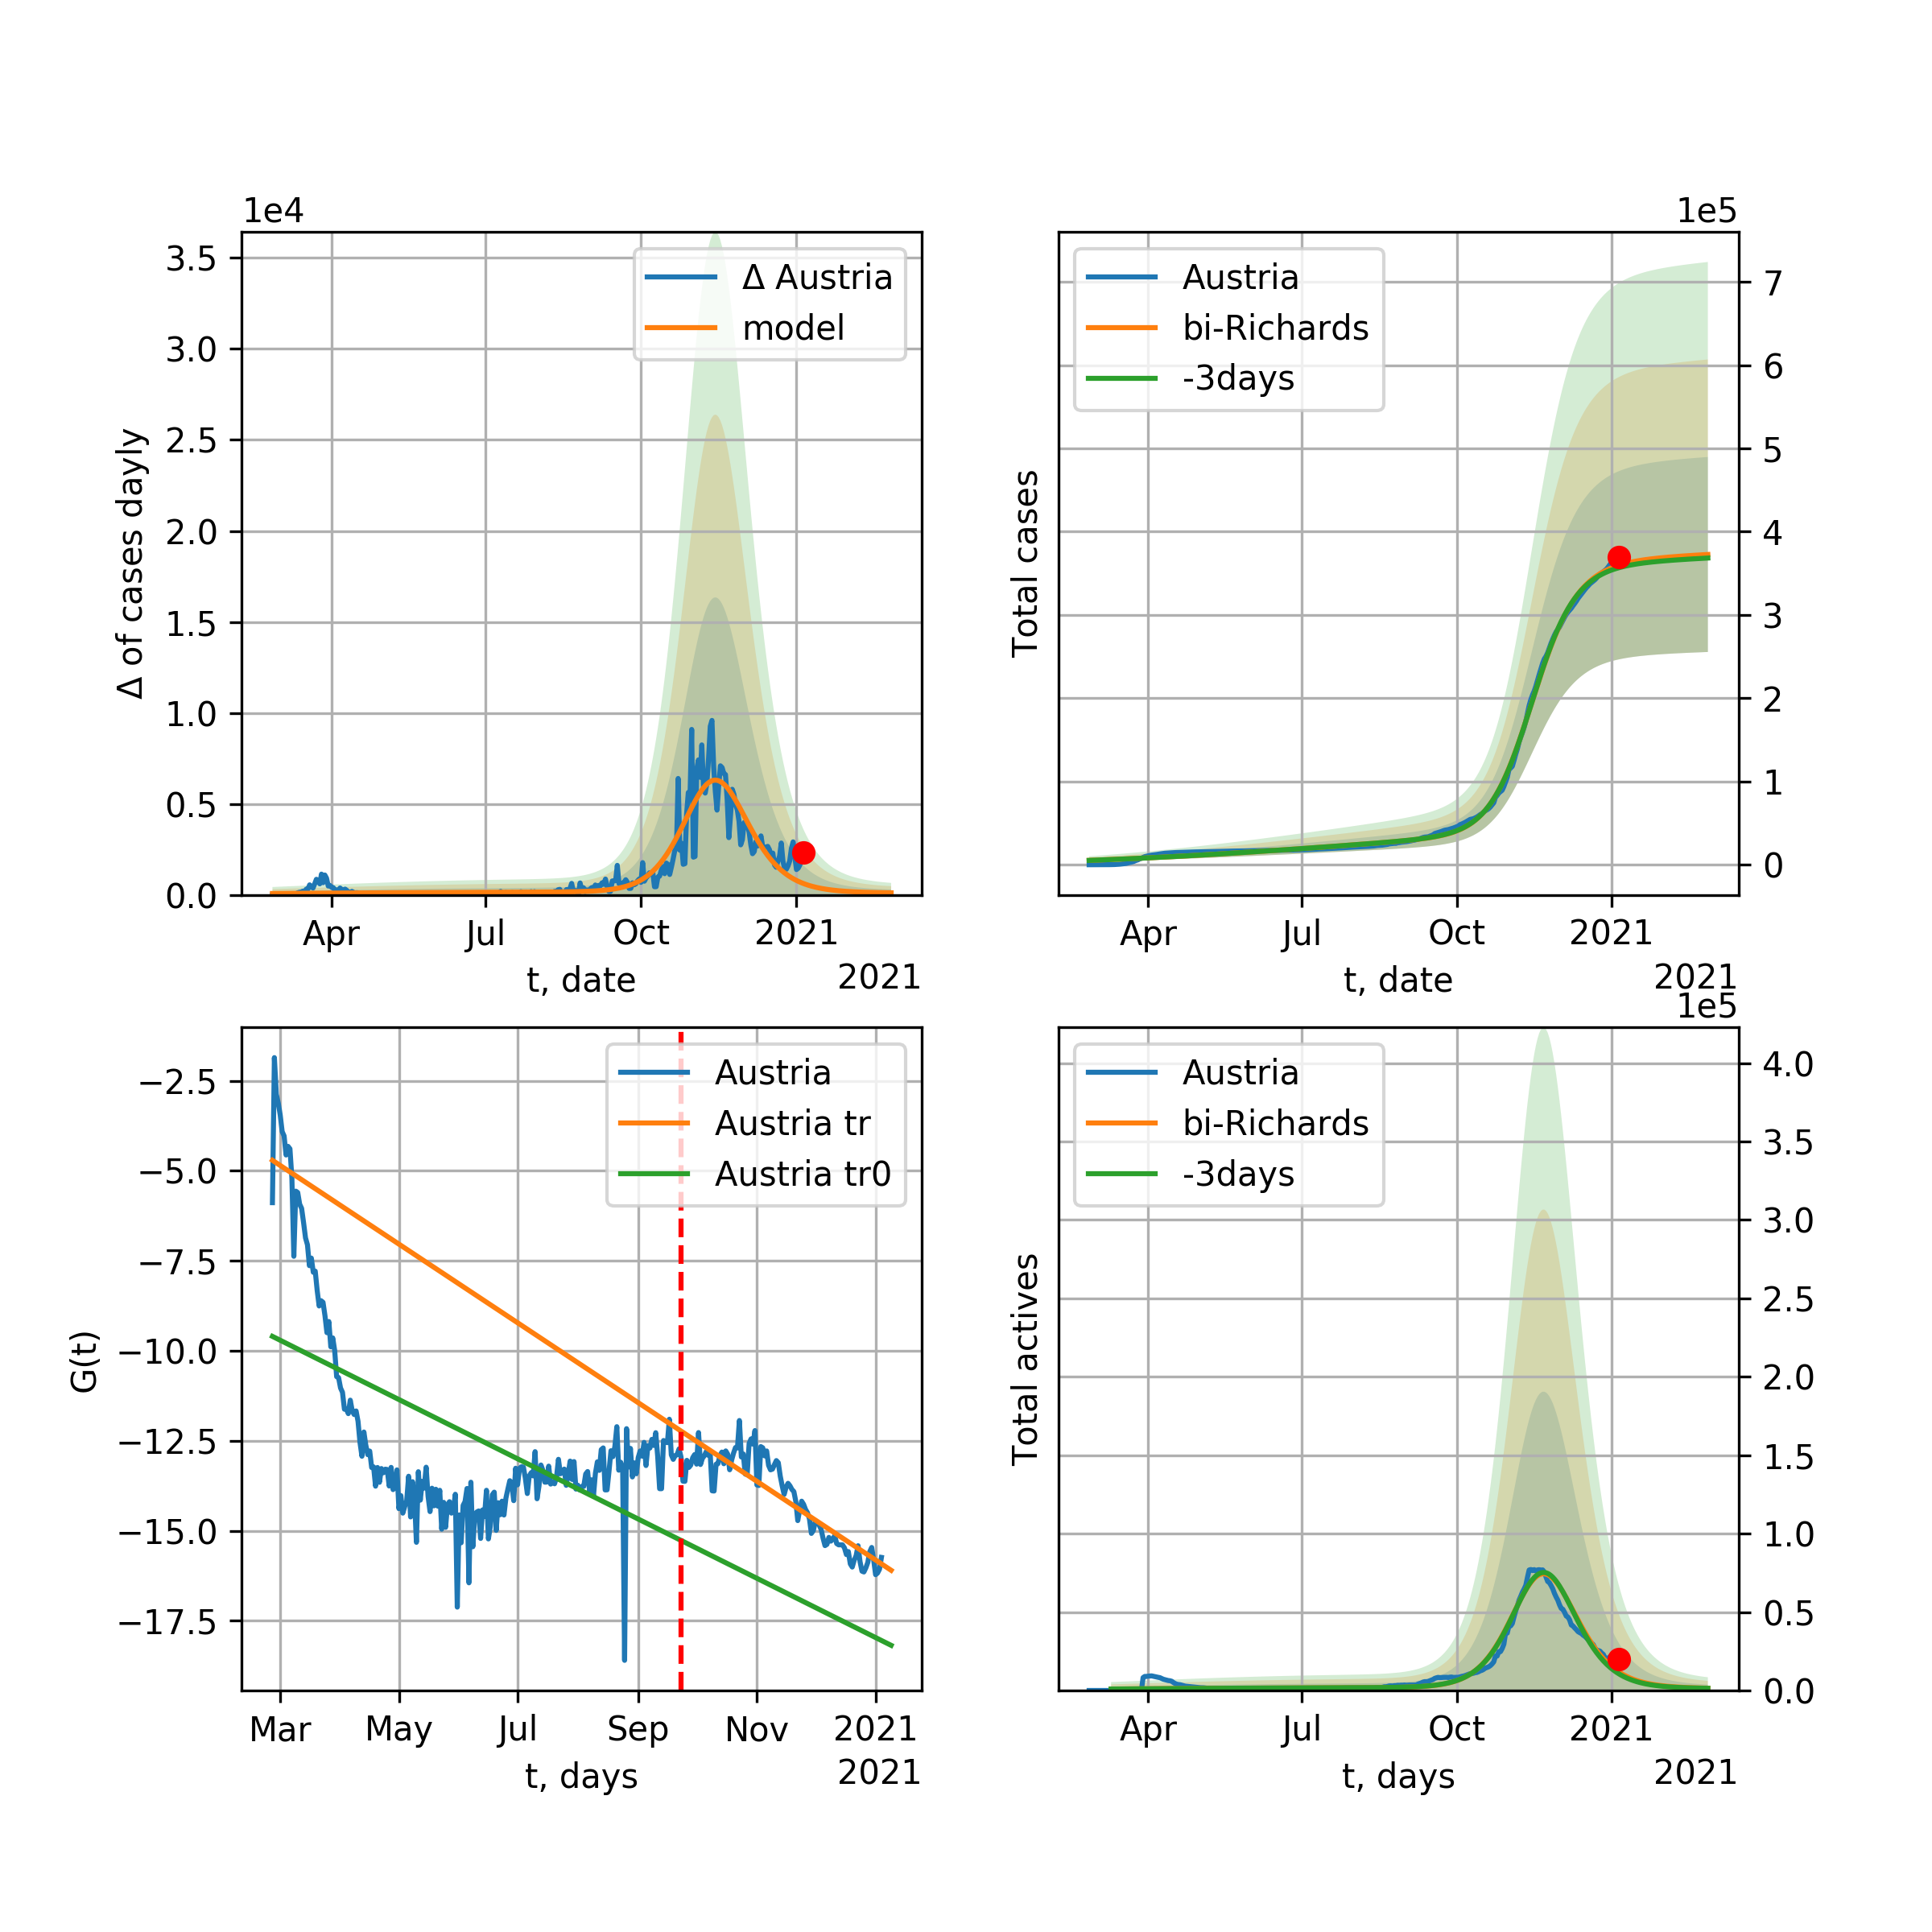 1e4
3.5
3.0
2.5
2.0
1.5
1.0
0.5
0.0
Δ of cases dayly
Δ Austria
model
Apr
Jul
Oct
2021
t, date
2021
1e5
Total cases
Austria
bi-Richards
-3days
7
6
5
4
3
2
1
0
Apr
Jul
Oct
2021
t, date
2021
−2.5
−5.0
−7.5
−10.0
−12.5
−15.0
−17.5
G(t)
Austria
Austria tr
Austria tr0
Mar
May
Jul
Sep
Nov
2021
t, days
2021
1e5
Total actives
Austria
bi-Richards
-3days
4.0
3.5
3.0
2.5
2.0
1.5
1.0
0.5
0.0
Apr
Jul
Oct
2021
t, days
2021